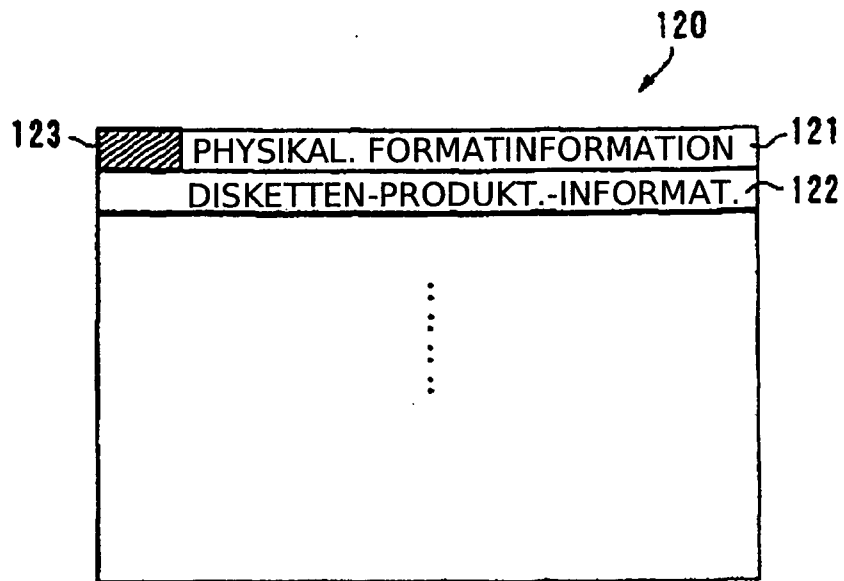 120
123 PHYSIKAL. FORMATINFORMATION 121
DISKETTEN-PRODUKT.-INFORMAT. 122